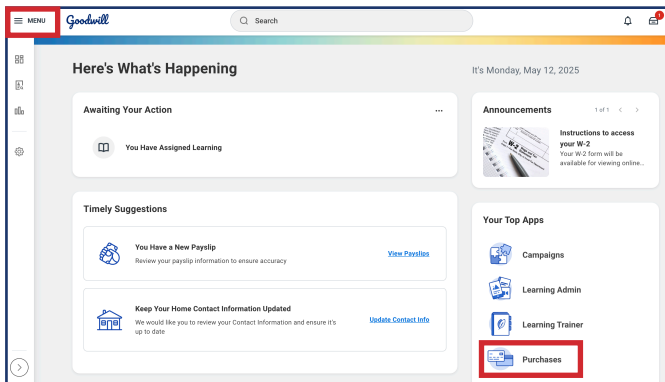 MENU
Goodwill
Search
1
Here's What's Happening
It's Monday, May 12, 2025
Awaiting Your Action
You Have Assigned Learning
Announcements
1 of 1
W-2
Instructions to access
your W-2
Your W-2 form will be
available for viewing online...
Timely Suggestions
You Have a New Payslip
Review your payslip information to ensure accuracy
View Payslips
Keep Your Home Contact Information Updated
We would like you to review your Contact Information and ensure it's
up to date
Update Contact Info
Your Top Apps
Campaigns
Learning Admin
Learning Trainer
Purchases